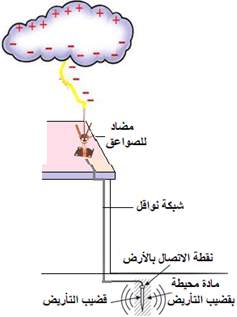 مضاد
للصواعق
شبكة نواقل
نقطة الاتصال بالأرض
مادة محيطة
بقضيب التأريض
قضيب التأريض